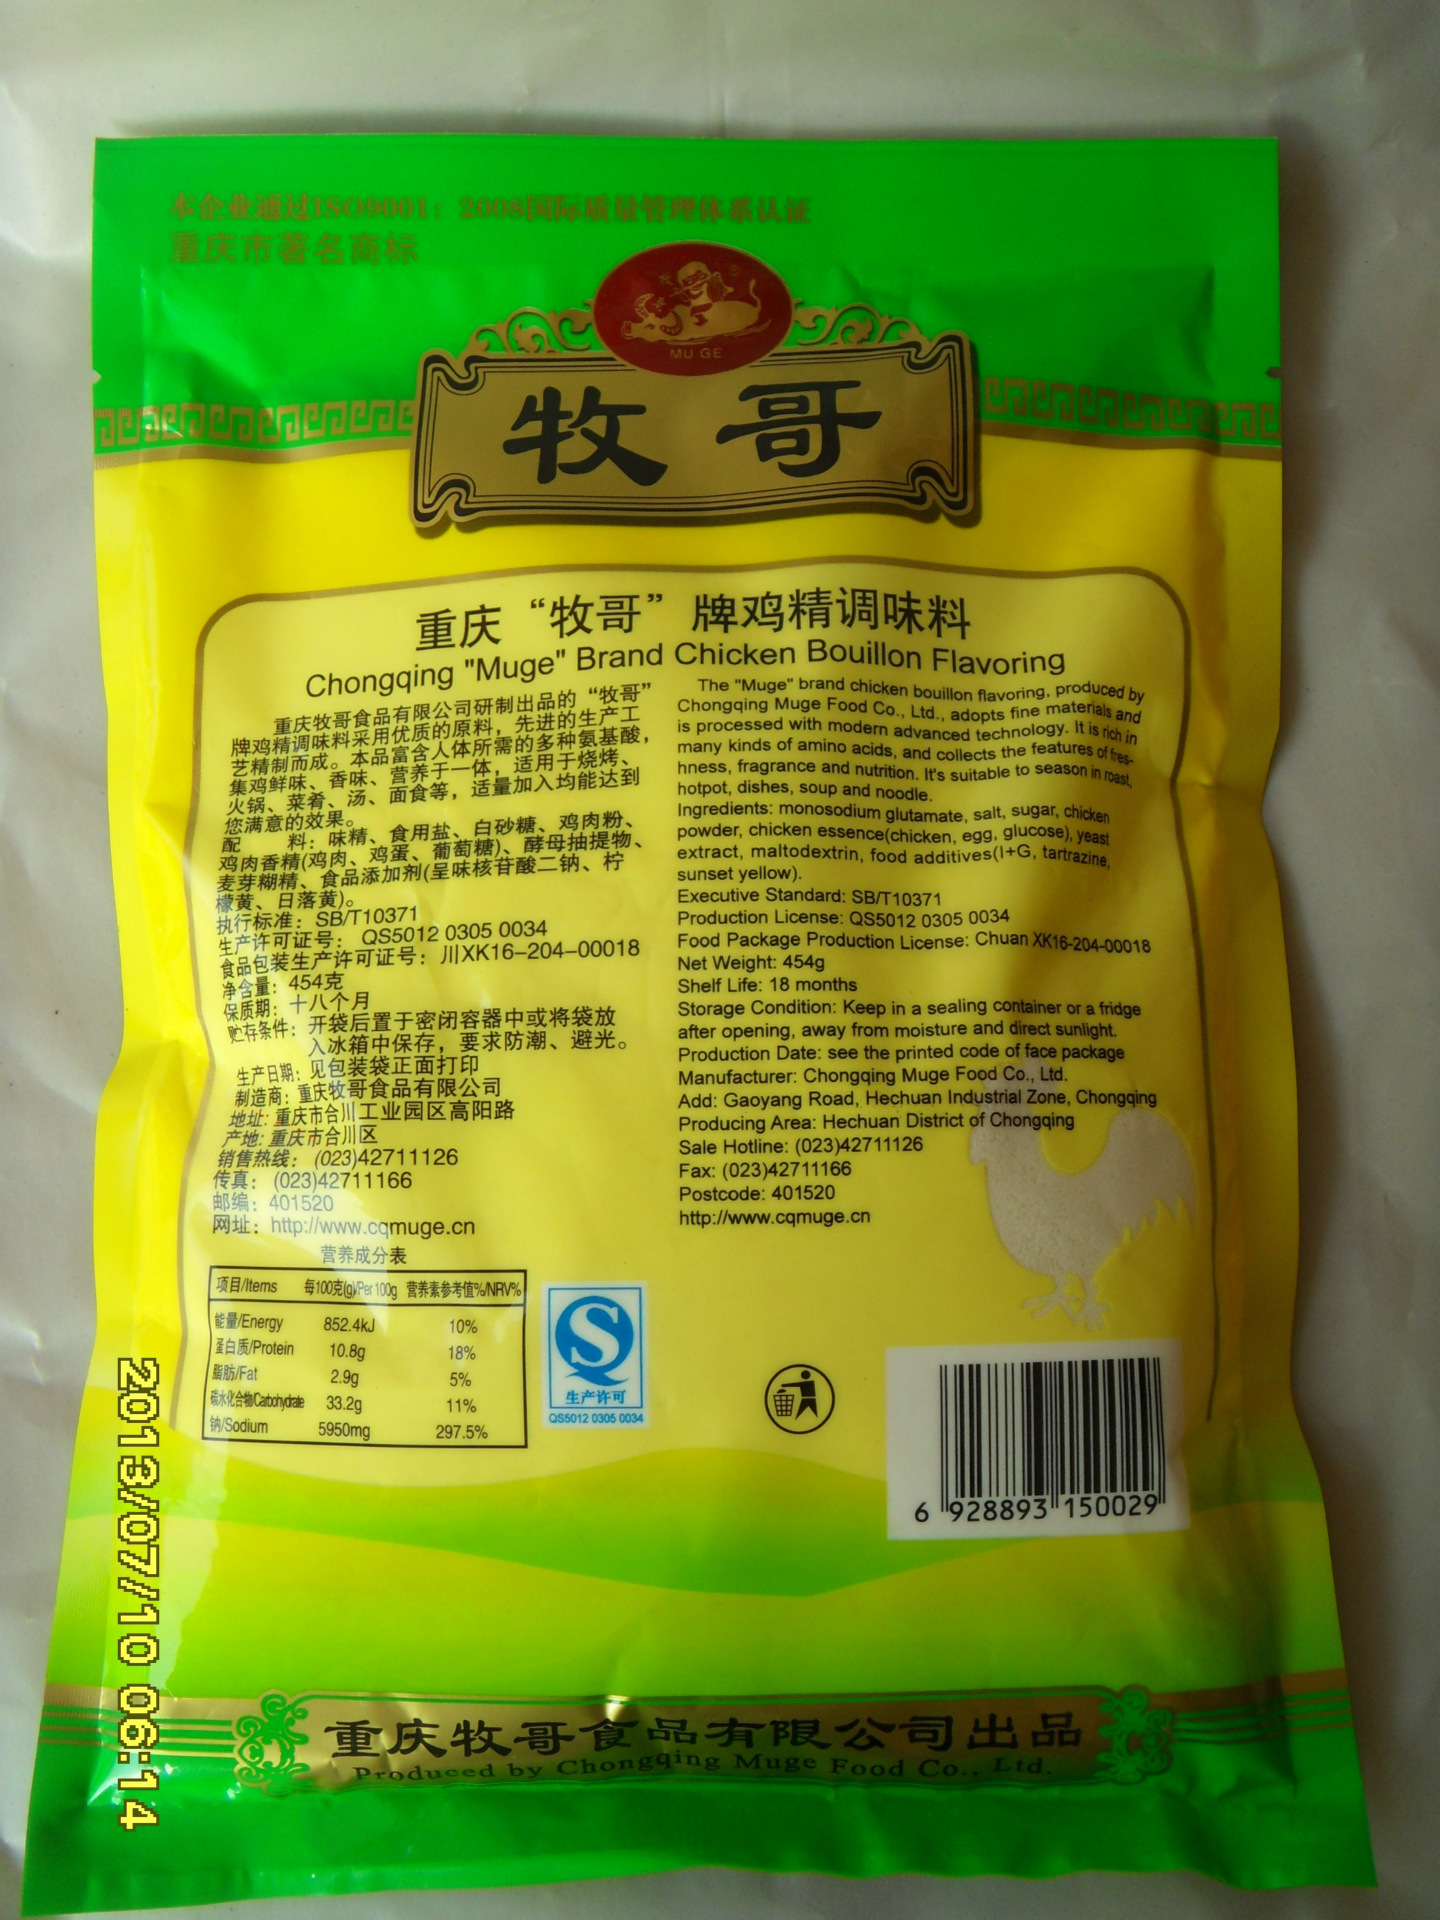 本企业通过ISO9001：2008国际质量管理体系认证
重庆市著名商标
MU GE
牧哥
重庆“牧哥”牌鸡精调味料
Chongqing "Muge" Brand Chicken Bouillon Flavoring
重庆牧哥食品有限公司研制出品的“牧哥”
牌鸡精调味料采用优质的原料，先进的生产工
艺精制而成。本品富含人体所需的多种氨基酸，
集鸡鲜味、香味、营养于一体，适用于烧烤、
火锅、菜肴、汤、面食等，适量加入均能达到
您满意的效果。
配　　料：味精、食用盐、白砂糖、鸡肉粉、
鸡肉香精(鸡肉、鸡蛋、葡萄糖)、酵母抽提物、
麦芽糊精、食品添加剂(呈味核苷酸二钠、柠
檬黄、日落黄)。
执行标准：SB/T10371
生产许可证号： QS5012 0305 0034
食品包装生产许可证号：川XK16-204-00018
净含量：454克
保质期：十八个月
贮存条件：开袋后置于密闭容器中或将袋放
入冰箱中保存，要求防潮、避光。
生产日期：见包装袋正面打印
制造商：重庆牧哥食品有限公司
地址：重庆市合川工业园区高阳路
产地：重庆市合川区
销售热线：(023)42711126
传真：(023)42711166
邮编：401520
网址：http://www.cqmuge.cn
The "Muge" brand chicken bouillon flavoring, produced by
Chongqing Muge Food Co., Ltd., adopts fine materials and
is processed with modern advanced technology. It is rich in
many kinds of amino acids, and collects the features of fres-
hness, fragrance and nutrition. It's suitable to season in roast,
hotpot, dishes, soup and noodle.
Ingredients: monosodium glutamate, salt, sugar, chicken
powder, chicken essence(chicken, egg, glucose), yeast
extract, maltodextrin, food additives(I+G, tartrazine,
sunset yellow).
Executive Standard: SB/T10371
Production License: QS5012 0305 0034
Food Package Production License: Chuan XK16-204-00018
Net Weight: 454g
Shelf Life: 18 months
Storage Condition: Keep in a sealing container or a fridge
after opening, away from moisture and direct sunlight.
Production Date: see the printed code of face package
Manufacturer: Chongqing Muge Food Co., Ltd.
Add: Gaoyang Road, Hechuan Industrial Zone, Chongqing
Producing Area: Hechuan District of Chongqing
Sale Hotline: (023)42711126
Fax: (023)42711166
Postcode: 401520
http://www.cqmuge.cn
营养成分表
项目/Items 每100克(g)/Per 100g 营养素参考值%/NRV%
能量/Energy 852.4kJ 10%
蛋白质/Protein 10.8g 18%
脂肪/Fat 2.9g 5%
碳水化合物/Carbohydrate 33.2g 11%
钠/Sodium 5950mg 297.5%
生产许可
QS5012 0305 0034
6 928893 150029
重庆牧哥食品有限公司出品
Produced by Chongqing Muge Food Co., Ltd.
2013/07/10 06:14